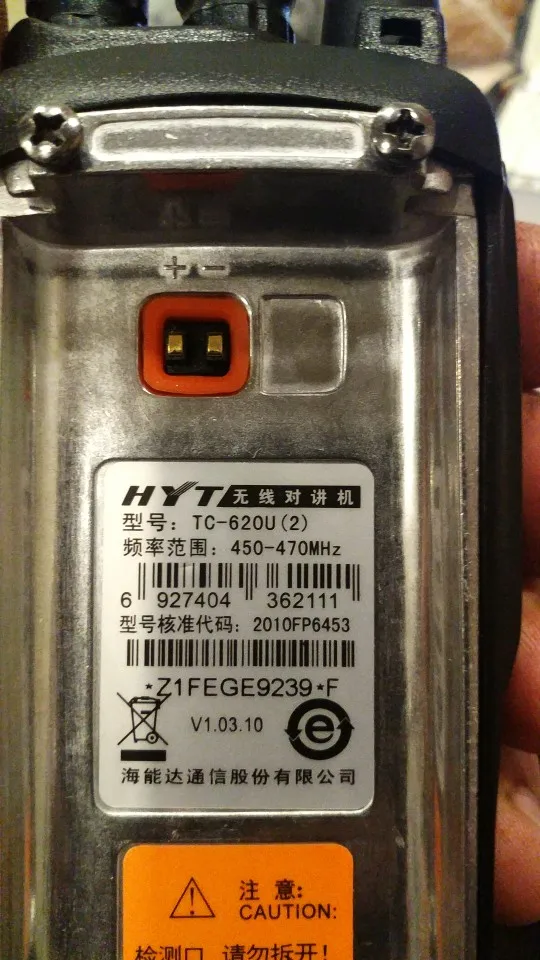 + -
HYT 无线对讲机
型号: TC-620U(2)
频率范围: 450-470MHz
6 927404 362111
型号核准代码: 2010FP6453
*Z1FEGE9239*F
V1.03.10
e
海能达通信股份有限公司
注 意:
CAUTION:
检测口 请勿拆开!